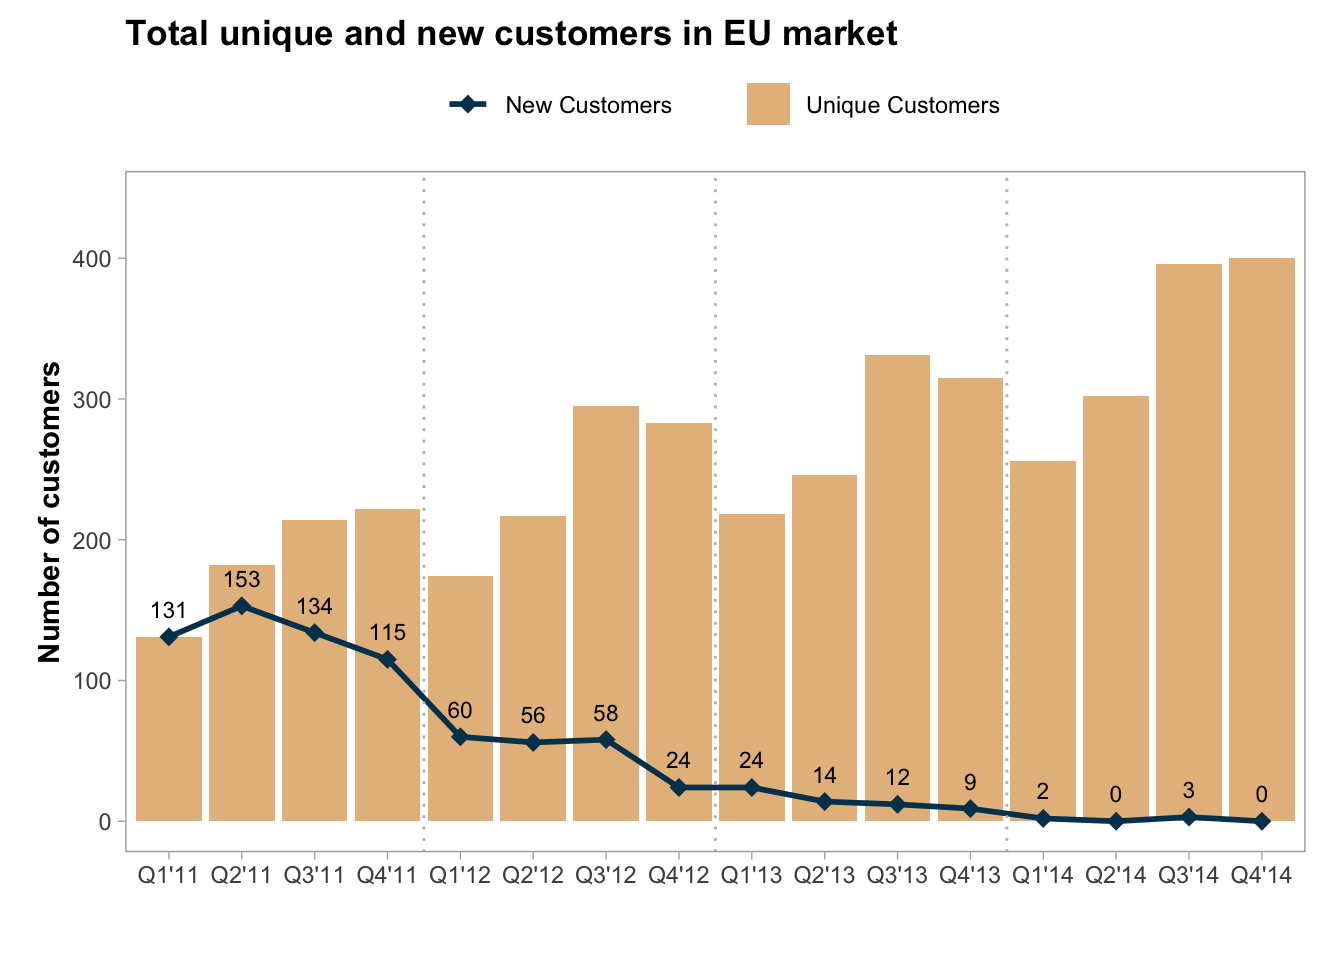 Total unique and new customers in EU market
New Customers
Unique Customers
Number of customers
400
300
200
100
0
131
153
134
115
60
56
58
24
24
14
12
9
2
0
3
0
Q1'11
Q2'11
Q3'11
Q4'11
Q1'12
Q2'12
Q3'12
Q4'12
Q1'13
Q2'13
Q3'13
Q4'13
Q1'14
Q2'14
Q3'14
Q4'14